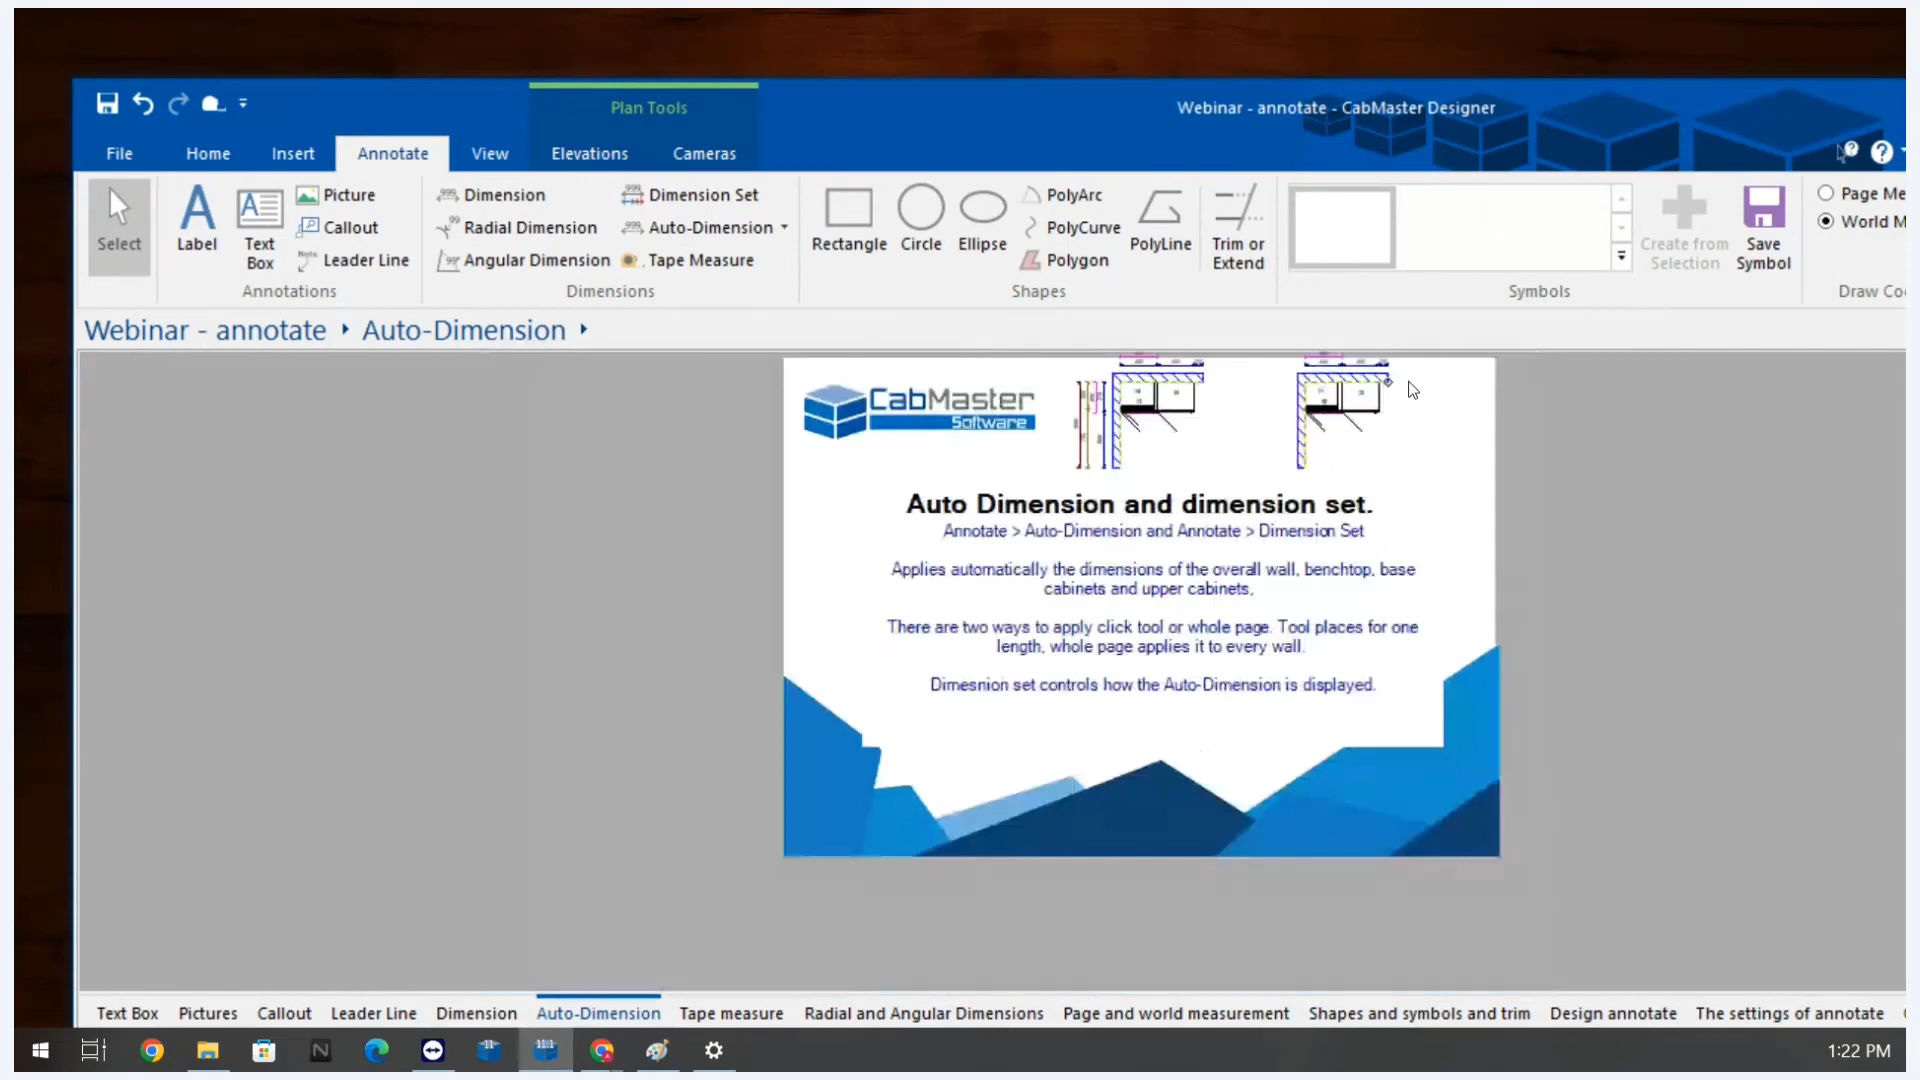 Plan Tools
Webinar - annotate - CabMaster Designer
File Home Insert Annotate View Elevations Cameras
Select
Label
Text Box
Picture
Callout
Leader Line
Annotations
Dimension
Radial Dimension
Angular Dimension
Dimension Set
Auto-Dimension
Tape Measure
Dimensions
Rectangle
Circle
Ellipse
PolyArc
PolyCurve
Polygon
PolyLine
Trim or Extend
Shapes
Create from Selection
Save Symbol
Symbols
Page Me
World M
Draw Coo
Webinar - annotate Auto-Dimension
CabMaster
Software
Auto Dimension and dimension set.
Annotate > Auto-Dimension and Annotate > Dimension Set
Applies automatically the dimensions of the overall wall, benchtop, base
cabinets and upper cabinets,
There are two ways to apply click tool or whole page. Tool places for one
length, whole page applies it to every wall.
Dimesnion set controls how the Auto-Dimension is displayed.
Text Box Pictures Callout Leader Line Dimension Auto-Dimension Tape measure Radial and Angular Dimensions Page and world measurement Shapes and symbols and trim Design annotate The settings of annotate
1:22 PM